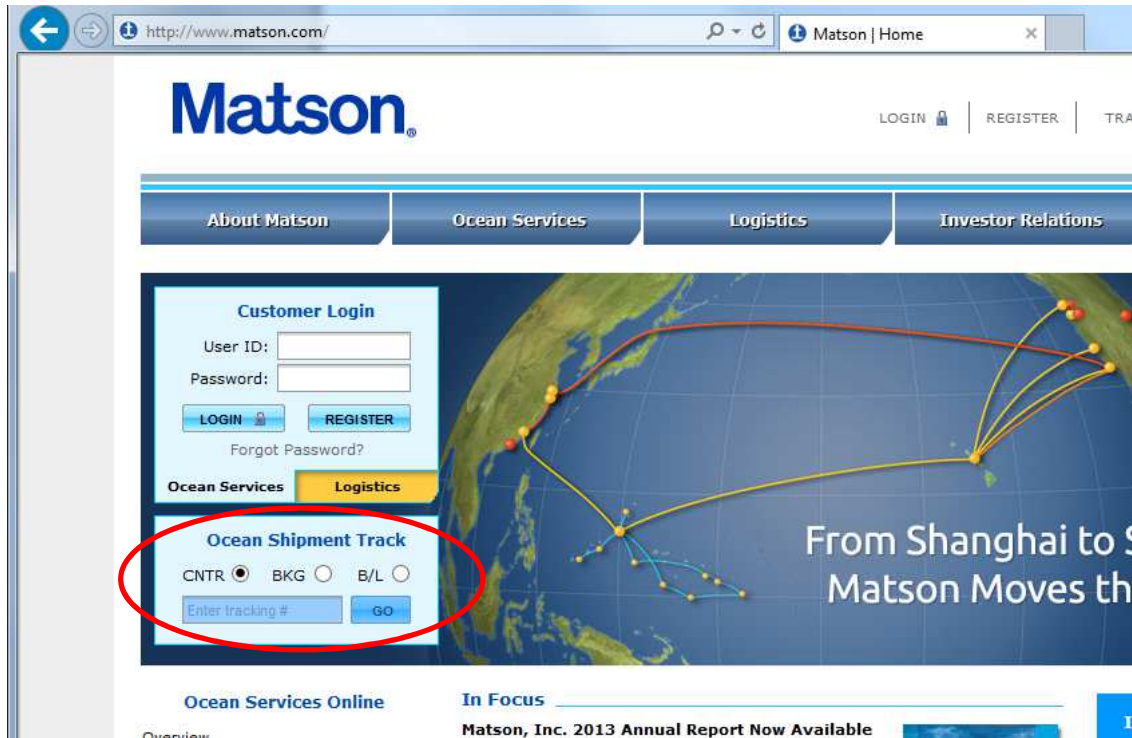 http://www.matson.com/
Matson | Home
Matson®
LOGIN
REGISTER
About Matson
Ocean Services
Logistics
Investor Relations
Customer Login
User ID:
Password:
LOGIN
REGISTER
Forgot Password?
Ocean Services
Logistics
Ocean Shipment Track
CNTR
BKG
B/L
Enter tracking #
GO
From Shanghai to
Matson Moves
Ocean Services Online
Overview
In Focus
Matson, Inc. 2013 Annual Report Now Available